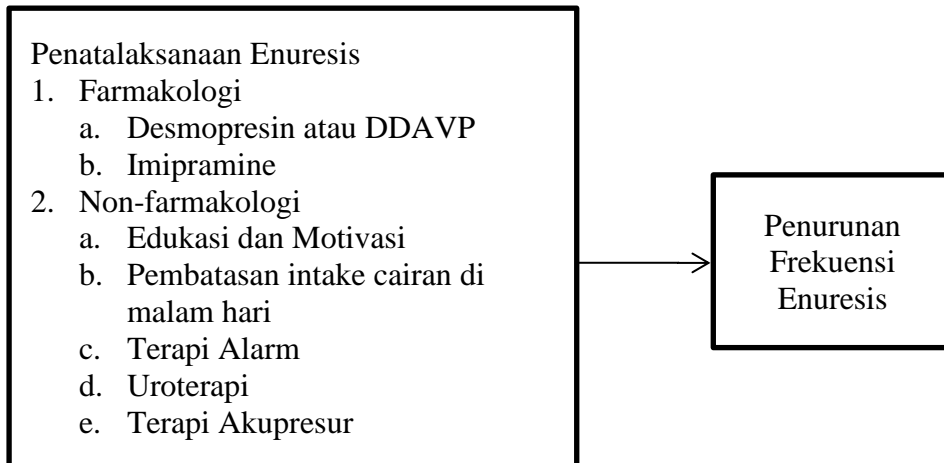 Penatalaksanaan Enuresis
1. Farmakologi
a. Desmopresin atau DDAVP
b. Imipramine
2. Non-farmakologi
a. Edukasi dan Motivasi
b. Pembatasan intake cairan di
malam hari
c. Terapi Alarm
d. Uroterapi
e. Terapi Akupresur
Penurunan
Frekuensi
Enuresis